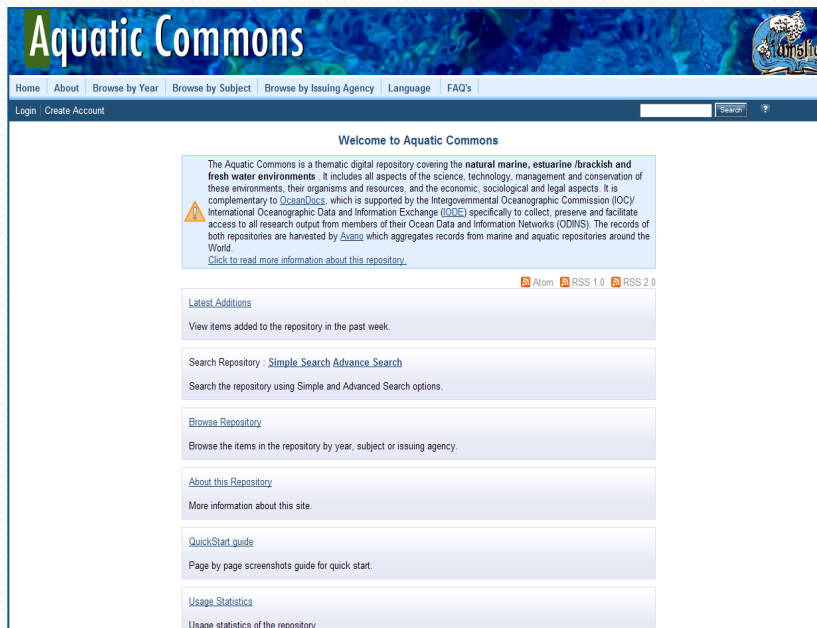 Aquatic Commons
iamslic
Home About Browse by Year Browse by Subject Browse by Issuing Agency Language FAQ's
Login Create Account Search ?
Welcome to Aquatic Commons
The Aquatic Commons is a thematic digital repository covering the natural marine, estuarine /brackish and
fresh water environments . It includes all aspects of the science, technology, management and conservation of
these environments, their organisms and resources, and the economic, sociological and legal aspects. It is
complementary to OceanDocs, which is supported by the Intergovernmental Oceanographic Commission (IOC)/
International Oceanographic Data and Information Exchange (IODE) specifically to collect, preserve and facilitate
access to all research output from members of their Ocean Data and Information Networks (ODINS). The records of
both repositories are harvested by Avano which aggregates records from marine and aquatic repositories around the
World.
Click to read more information about this repository.
Atom RSS 1.0 RSS 2.0
Latest Additions
View items added to the repository in the past week.
Search Repository : Simple Search Advance Search
Search the repository using Simple and Advanced Search options.
Browse Repository
Browse the items in the repository by year, subject or issuing agency.
About this Repository
More information about this site.
QuickStart guide
Page by page screenshots guide for quick start.
Usage Statistics
Usage statistics of the repository.